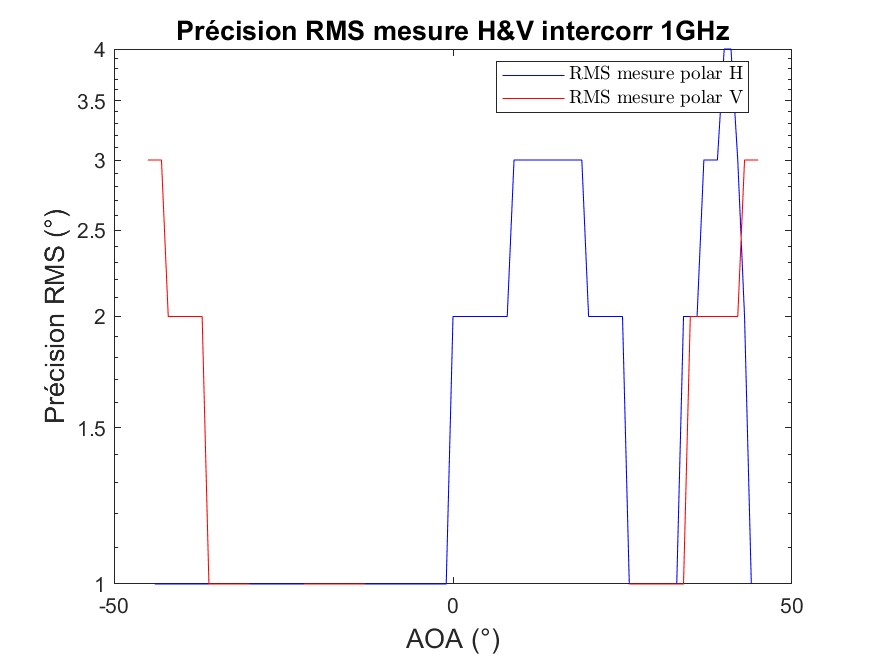 Précision RMS mesure H&V intercorr 1GHz
RMS mesure polar H
RMS mesure polar V
Précision RMS (°)
4
3.5
3
2.5
2
1.5
1
-50
0
50
AOA (°)